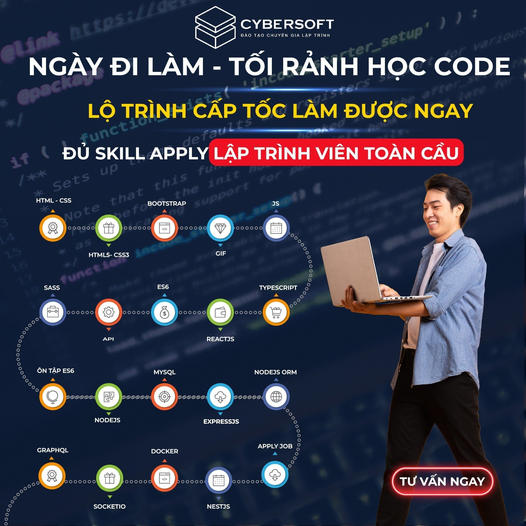 CYBERSOFT
ĐÀO TẠO CHUYÊN GIA LẬP TRÌNH
NGÀY ĐI LÀM - TỐI RẢNH HỌC CODE
LỘ TRÌNH CẤP TỐC LÀM ĐƯỢC NGAY
ĐỦ SKILL APPLY LẬP TRÌNH VIÊN TOÀN CẦU
HTML - CSS
HTML5- CSS3
BOOTSTRAP
GIF
JS
SASS
API
ES6
REACTJS
TYPESCRIPT
ÔN TẬP ES6
NODEJS
MYSQL
EXPRESSJS
NODEJS ORM
GRAPHQL
SOCKETIO
DOCKER
NESTJS
APPLY JOB
TƯ VẤN NGAY